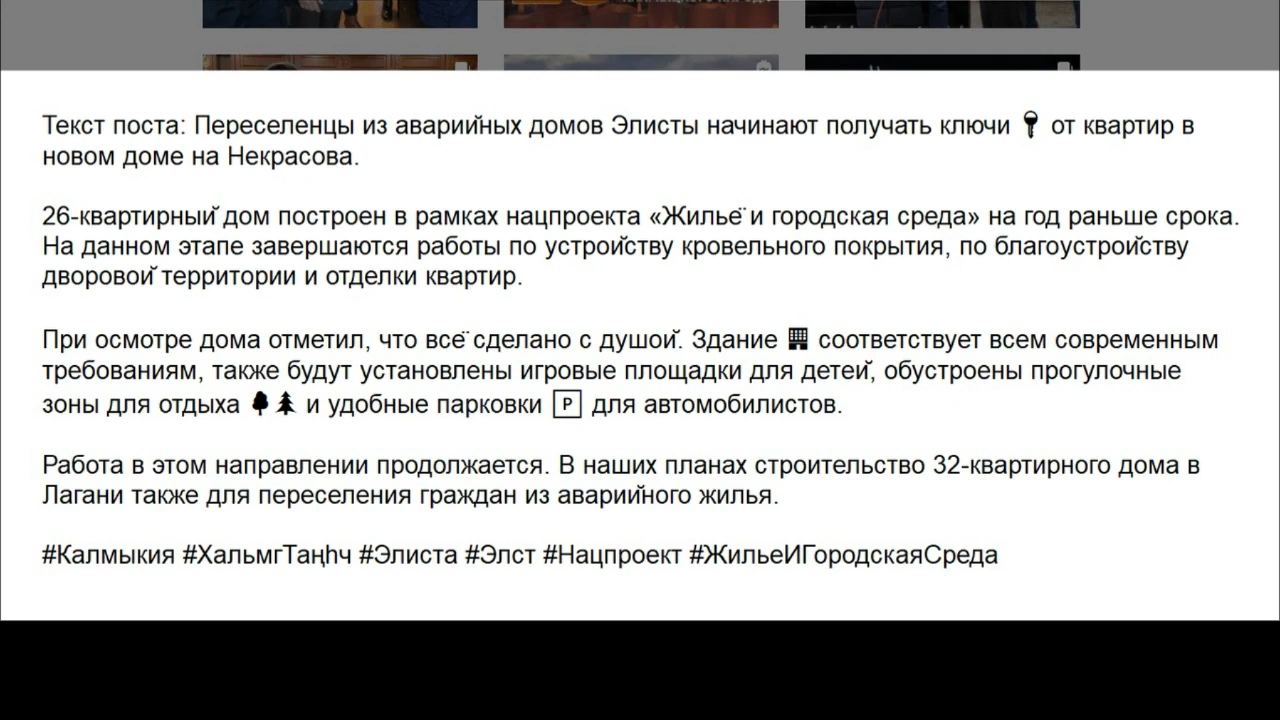 Текст поста: Переселенцы из аварийных домов Элисты начинают получать ключи от квартир в
новом доме на Некрасова.
26-квартирный дом построен в рамках нацпроекта «Жильё и городская среда» на год раньше срока.
На данном этапе завершаются работы по устройству кровельного покрытия, по благоустройству
дворовой территории и отделки квартир.
При осмотре дома отметил, что всё сделано с душой. Здание соответствует всем современным
требованиям, также будут установлены игровые площадки для детей, обустроены прогулочные
зоны для отдыха и удобные парковки P для автомобилистов.
Работа в этом направлении продолжается. В наших планах строительство 32-квартирного дома в
Лагани также для переселения граждан из аварийного жилья.
#Калмыкия #ХальмгТаңһч #Элиста #Элст #Нацпроект #ЖильеИГородскаяСреда